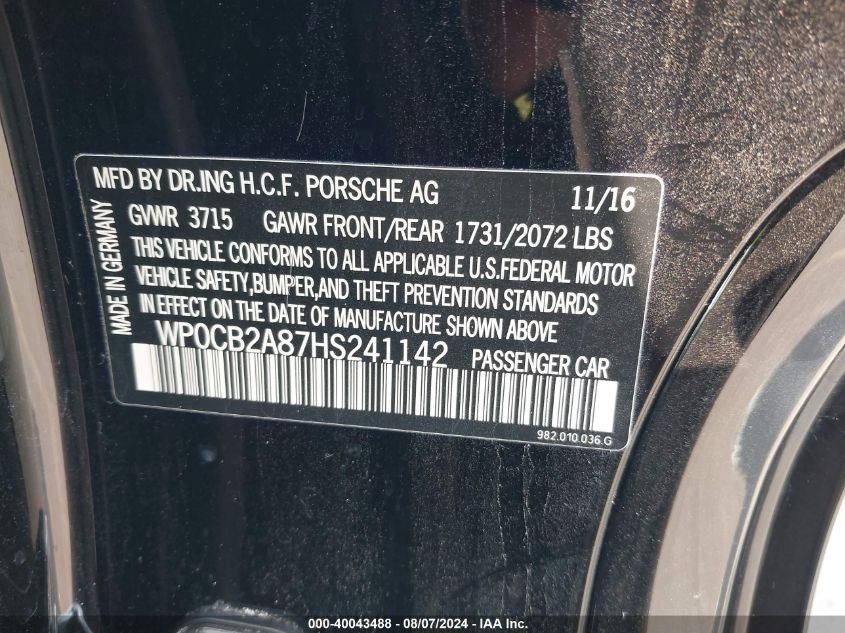 MFD BY DR.ING H.C.F. PORSCHE AG 11/16
GVWR 3715 GAWR FRONT/REAR 1731/2072 LBS
THIS VEHICLE CONFORMS TO ALL APPLICABLE U.S.FEDERAL MOTOR
VEHICLE SAFETY,BUMPER,AND THEFT PREVENTION STANDARDS
IN EFFECT ON THE DATE OF MANUFACTURE SHOWN ABOVE
WP0CB2A87HS241142 PASSENGER CAR
MADE IN GERMANY
982.010.036.G
000-40043488 - 08/07/2024 - IAA Inc.